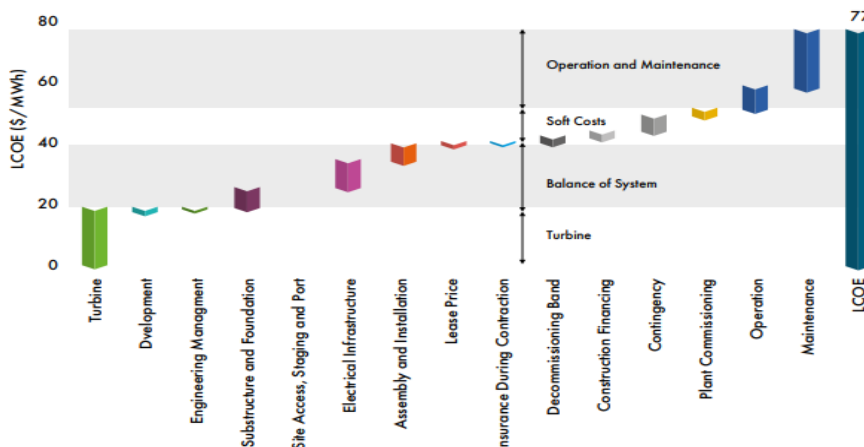 77
80
60
40
20
0
LCOE ($/MWh)
Operation and Maintenance
Soft Costs
Balance of System
Turbine
Turbine
Dvelopment
Engineering Managment
Substructure and Foundation
Site Access, Staging and Port
Electrical Infrastructure
Assembly and Installation
Lease Price
Insurance During Contraction
Decommissioning Band
Construction Financing
Contingency
Plant Commissioning
Operation
Maintenance
LCOE